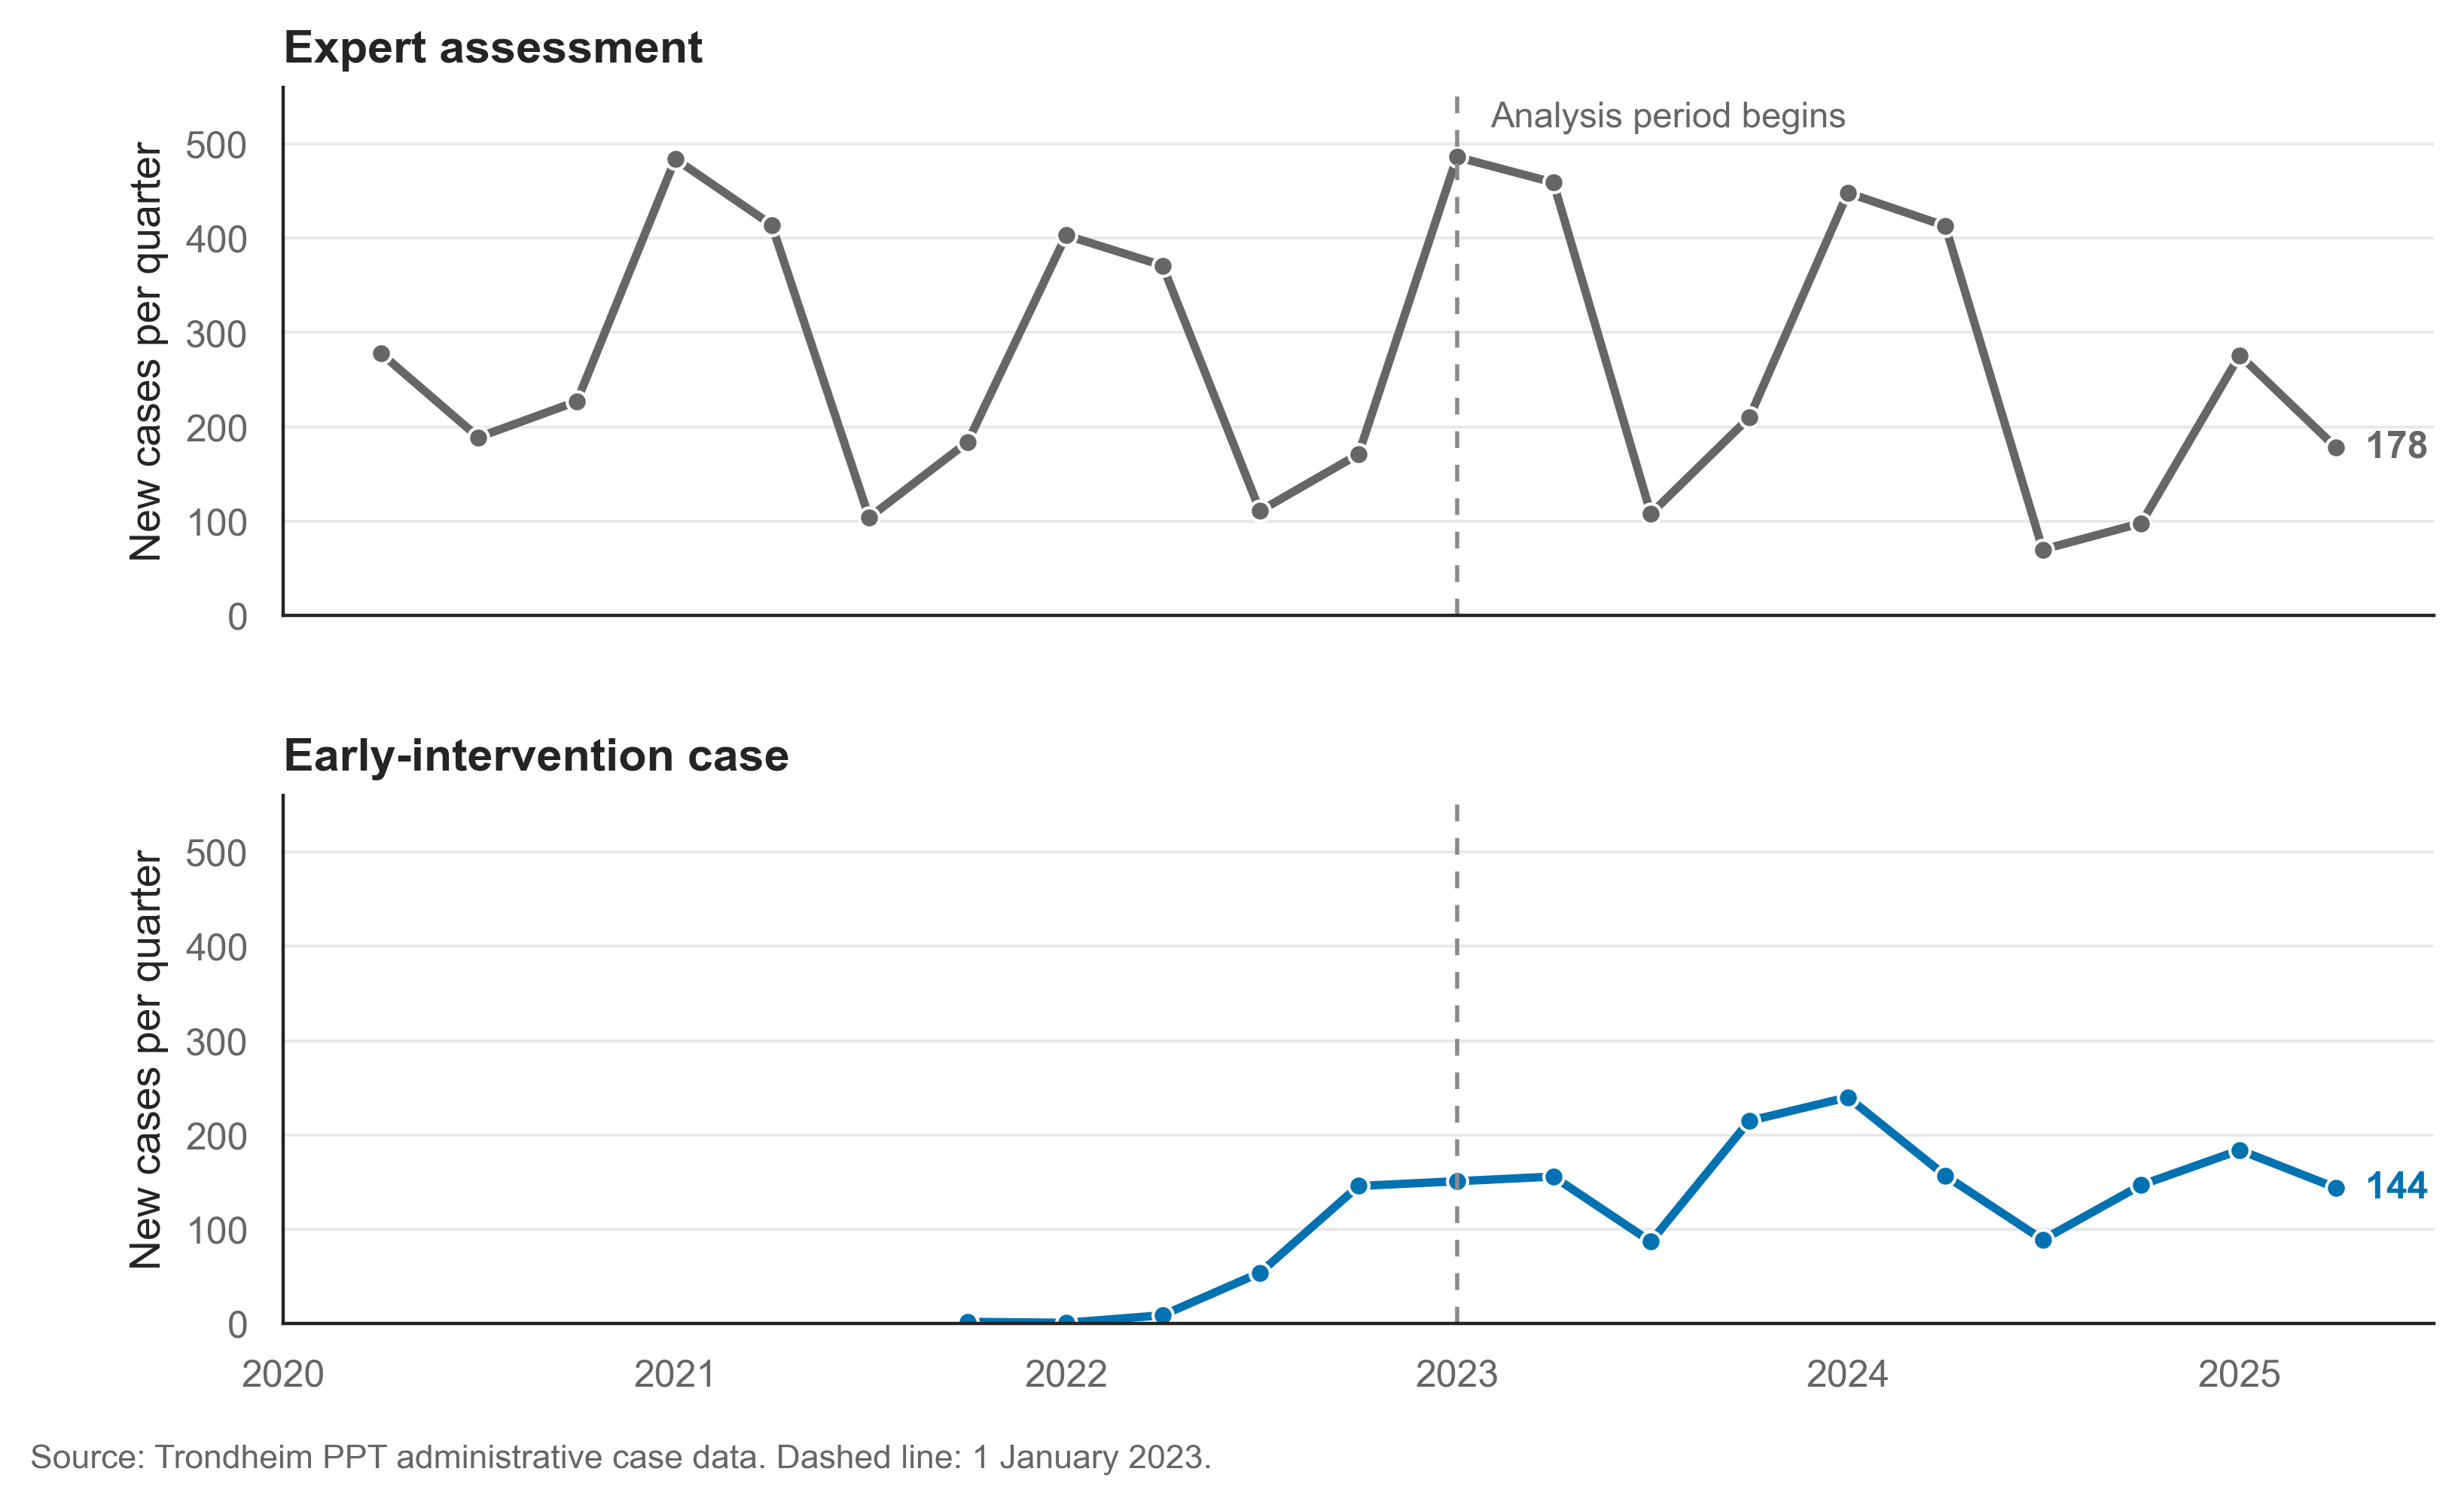 Expert assessment
Analysis period begins
New cases per quarter
500
400
300
200
100
0
178
Early-intervention case
New cases per quarter
500
400
300
200
100
0
144
2020 2021 2022 2023 2024 2025
Source: Trondheim PPT administrative case data. Dashed line: 1 January 2023.